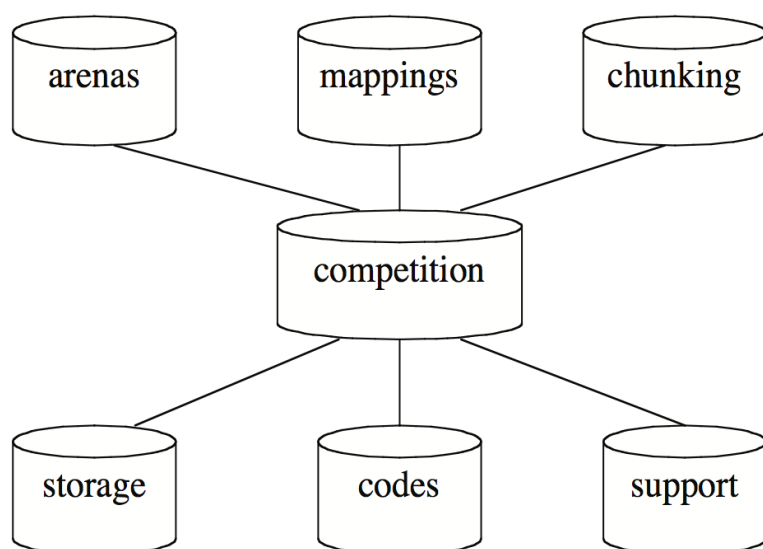 arenas
mappings
chunking
competition
storage
codes
support